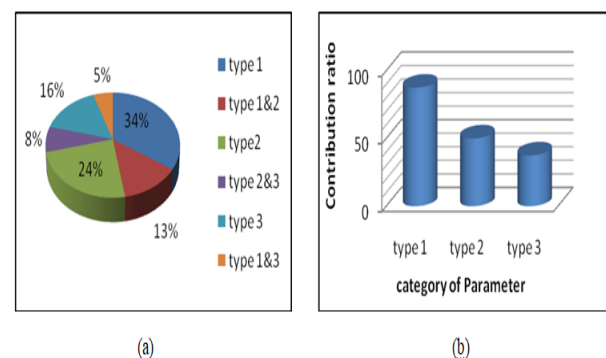 5%
16%
34%
8%
24%
13%
type 1
type 1&2
type2
type 2&3
type 3
type 1&3
(a)
Contribution ratio
100
50
0
type 1 type 2 type 3
category of Parameter
(b)